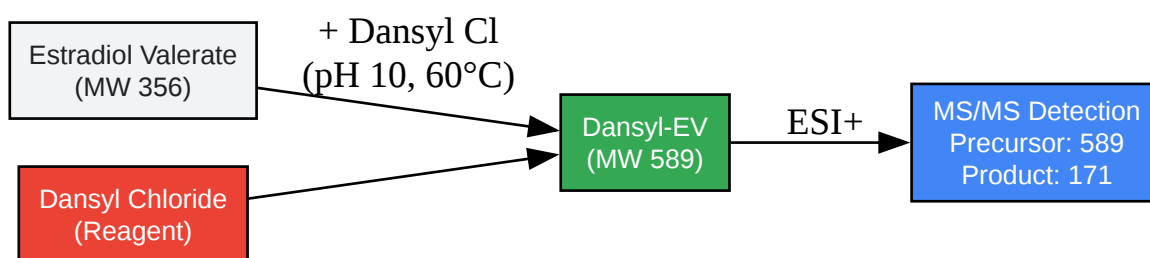 Estradiol Valerate
(MW 356)
+ Dansyl Cl
(pH 10, 60°C)
Dansyl Chloride
(Reagent)
Dansyl-EV
(MW 589)
ESI+
MS/MS Detection
Precursor: 589
Product: 171